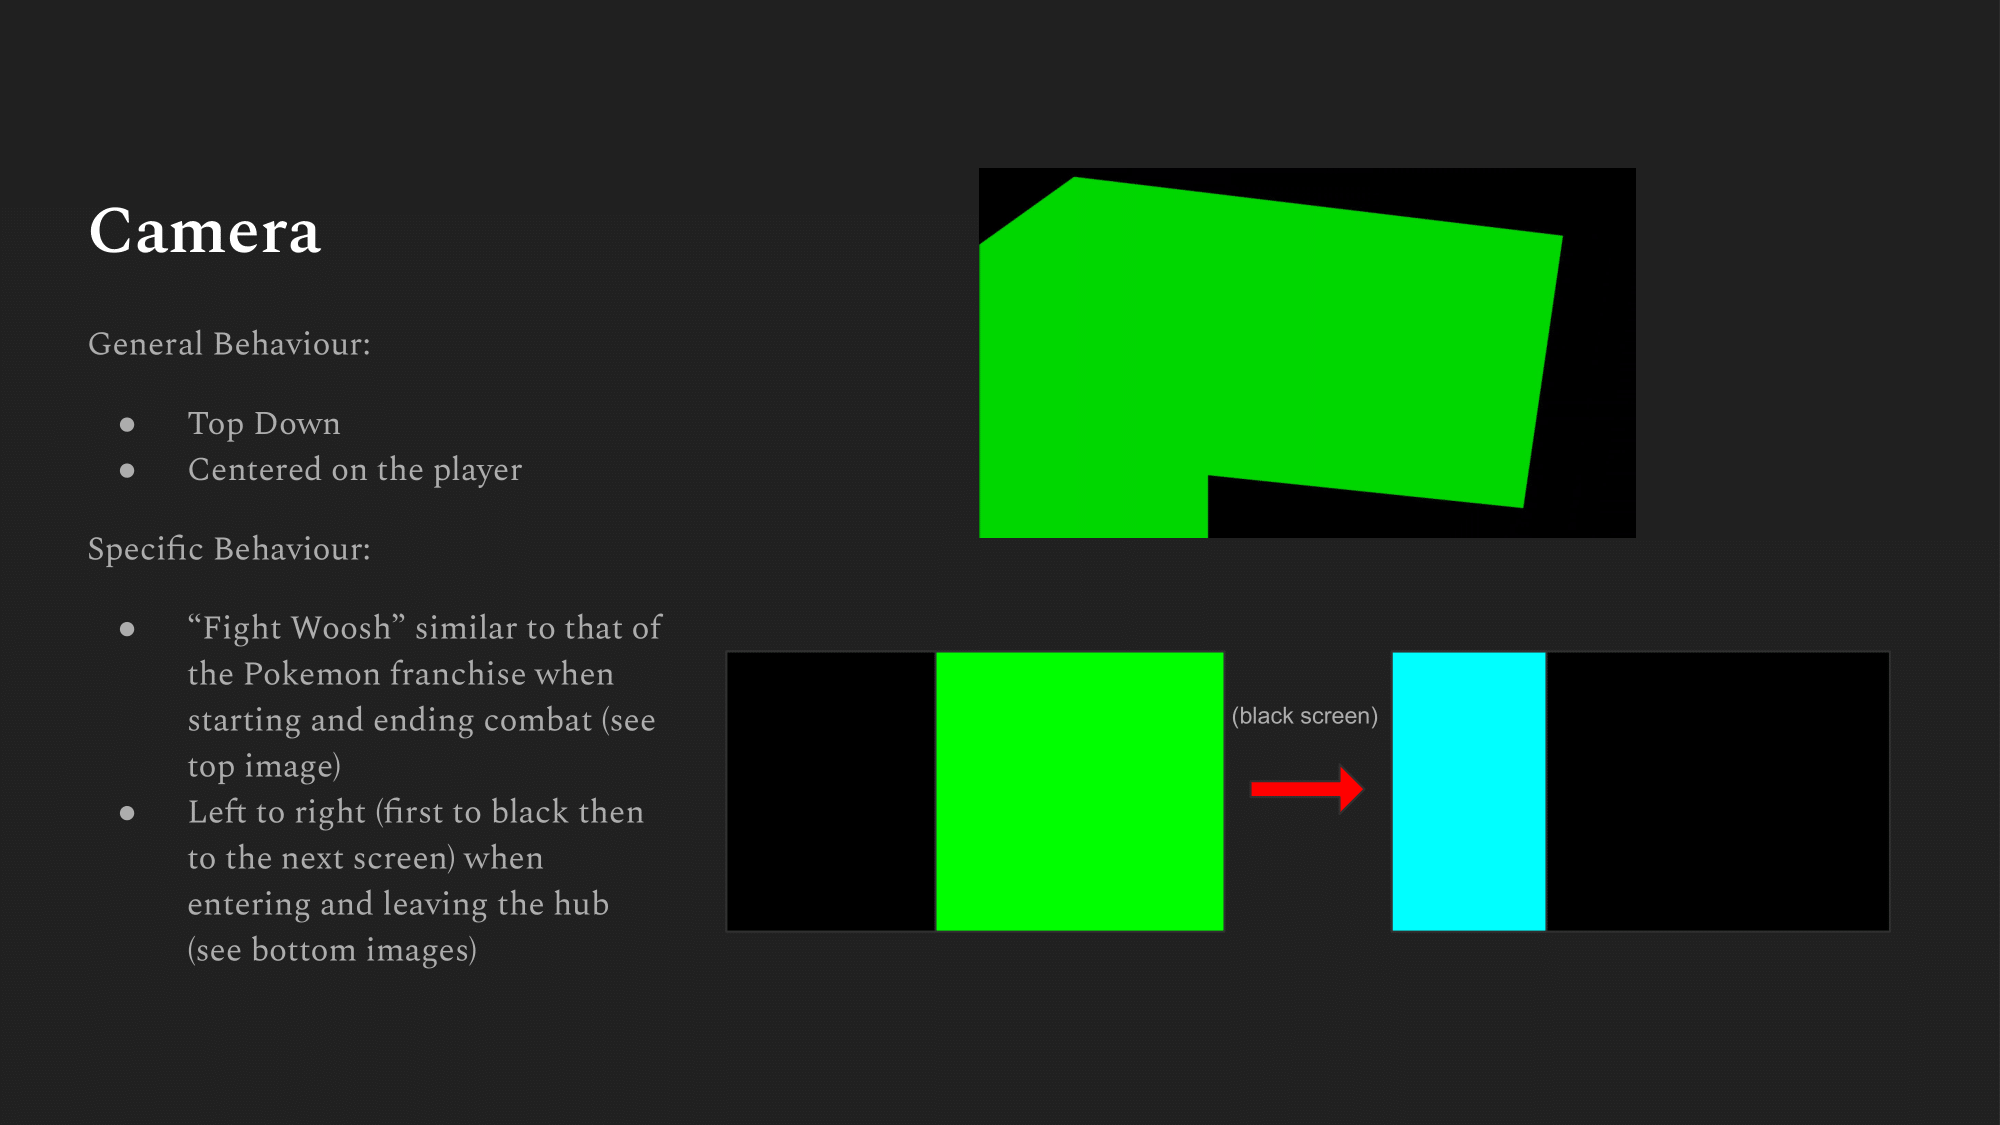 Camera
General Behaviour:
● Top Down
● Centered on the player
Specific Behaviour:
● “Fight Woosh” similar to that of
the Pokemon franchise when
starting and ending combat (see
top image)
● Left to right (first to black then
to the next screen) when
entering and leaving the hub
(see bottom images)
(black screen)